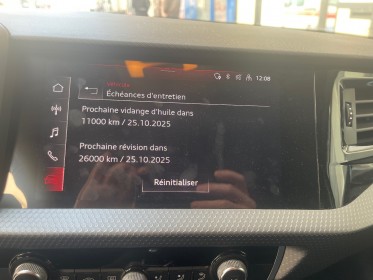 12:08
Véhicule
Échéances d'entretien
Prochaine vidange d'huile dans
11000 km / 25.10.2025
Prochaine révision dans
26000 km / 25.10.2025
Réinitialiser